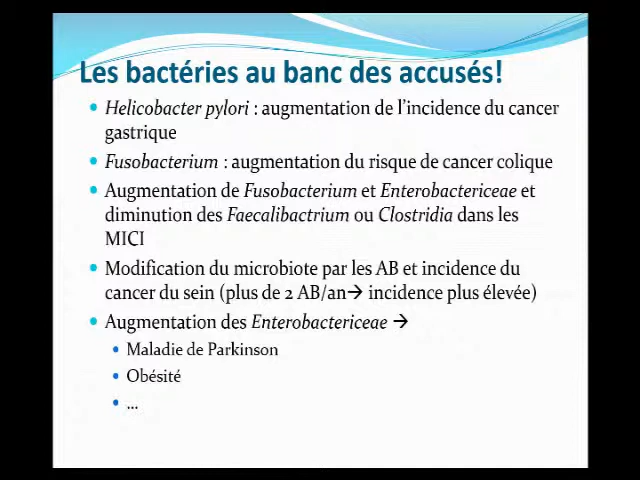 Les bactéries au banc des accusés!
• Helicobacter pylori : augmentation de l'incidence du cancer
gastrique
• Fusobacterium : augmentation du risque de cancer colique
• Augmentation de Fusobacterium et Enterobactericeae et
diminution des Faecalibactrium ou Clostridia dans les
MICI
• Modification du microbiote par les AB et incidence du
cancer du sein (plus de 2 AB/an→ incidence plus élevée)
• Augmentation des Enterobactericeae →
• Maladie de Parkinson
• Obésité
• ...